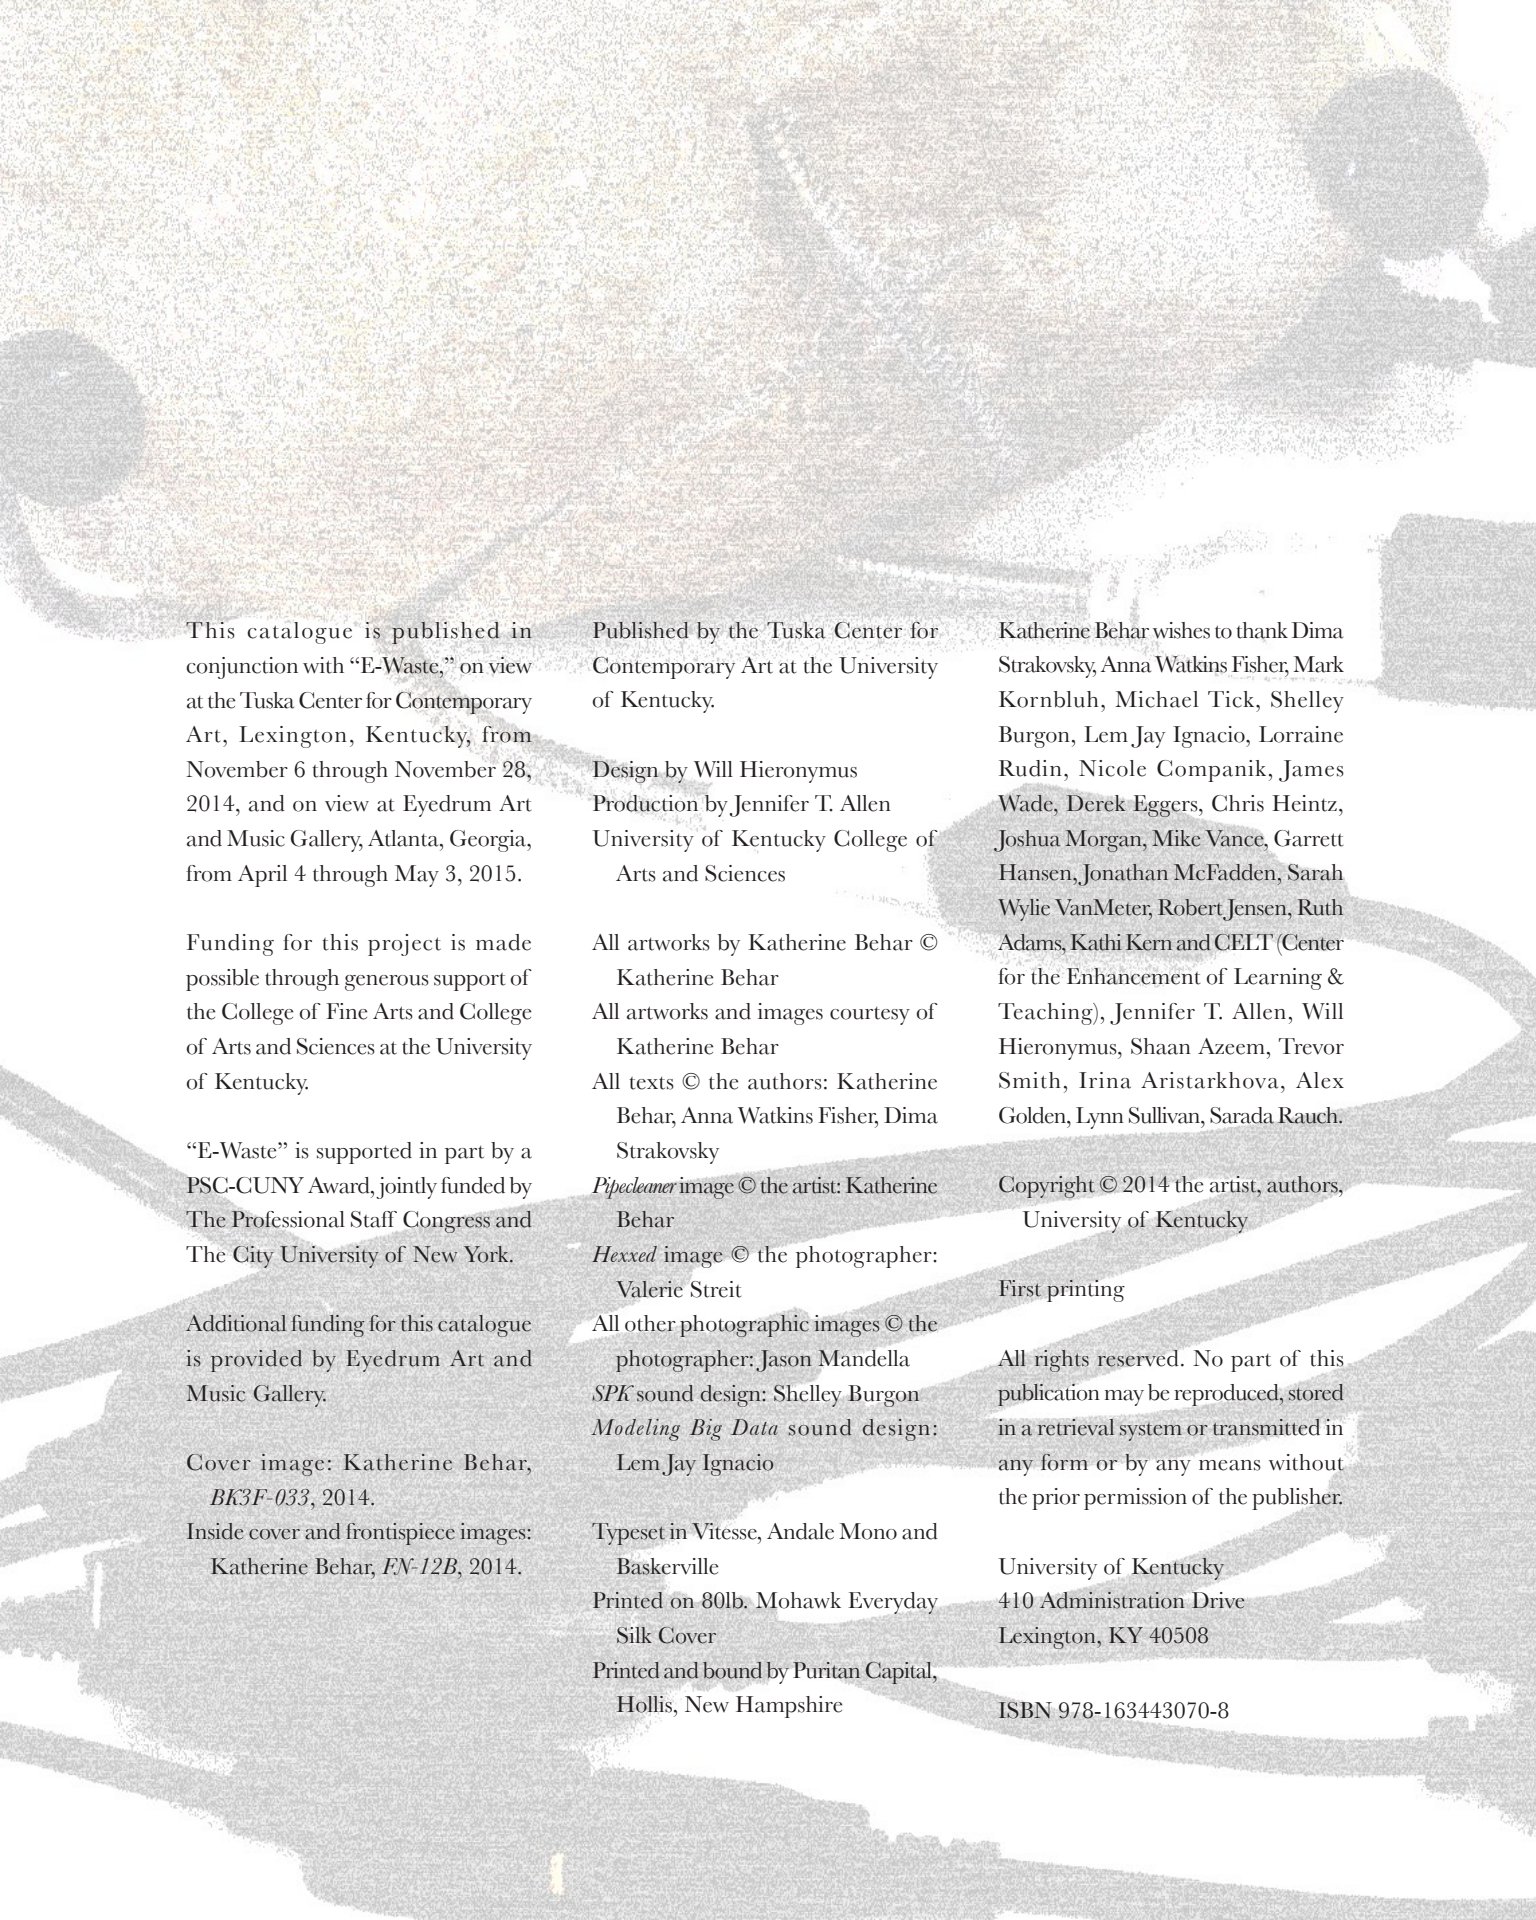 This catalogue is published in
conjunction with “E-Waste,” on view
at the Tuska Center for Contemporary
Art, Lexington, Kentucky, from
November 6 through November 28,
2014, and on view at Eyedrum Art
and Music Gallery, Atlanta, Georgia,
from April 4 through May 3, 2015.
Funding for this project is made
possible through generous support of
the College of Fine Arts and College
of Arts and Sciences at the University
of Kentucky.
“E-Waste” is supported in part by a
PSC-CUNY Award, jointly funded by
The Professional Staff Congress and
The City University of New York.
Additional funding for this catalogue
is provided by Eyedrum Art and
Music Gallery.
Cover image: Katherine Behar,
BK3F-033, 2014.
Inside cover and frontispiece images:
Katherine Behar, FN-12B, 2014.
Published by the Tuska Center for
Contemporary Art at the University
of Kentucky.
Design by Will Hieronymus
Production by Jennifer T. Allen
University of Kentucky College of
Arts and Sciences
All artworks by Katherine Behar ©
Katherine Behar
All artworks and images courtesy of
Katherine Behar
All texts © the authors: Katherine
Behar, Anna Watkins Fisher, Dima
Strakovsky
Pipecleaner image © the artist: Katherine
Behar
Hexxed image © the photographer:
Valerie Streit
All other photographic images © the
photographer: Jason Mandella
SPK sound design: Shelley Burgon
Modeling Big Data sound design:
Lem Jay Ignacio
Typeset in Vitesse, Andale Mono and
Baskerville
Printed on 80lb. Mohawk Everyday
Silk Cover
Printed and bound by Puritan Capital,
Hollis, New Hampshire
Katherine Behar wishes to thank Dima
Strakovsky, Anna Watkins Fisher, Mark
Kornbluh, Michael Tick, Shelley
Burgon, Lem Jay Ignacio, Lorraine
Rudin, Nicole Companik, James
Wade, Derek Eggers, Chris Heintz,
Joshua Morgan, Mike Vance, Garrett
Hansen, Jonathan McFadden, Sarah
Wylie VanMeter, Robert Jensen, Ruth
Adams, Kathi Kern and CELT (Center
for the Enhancement of Learning &
Teaching), Jennifer T. Allen, Will
Hieronymus, Shaan Azeem, Trevor
Smith, Irina Aristarkhova, Alex
Golden, Lynn Sullivan, Sarada Rauch.
Copyright © 2014 the artist, authors,
University of Kentucky
First printing
All rights reserved. No part of this
publication may be reproduced, stored
in a retrieval system or transmitted in
any form or by any means without
the prior permission of the publisher.
University of Kentucky
410 Administration Drive
Lexington, KY 40508
ISBN 978-163443070-8